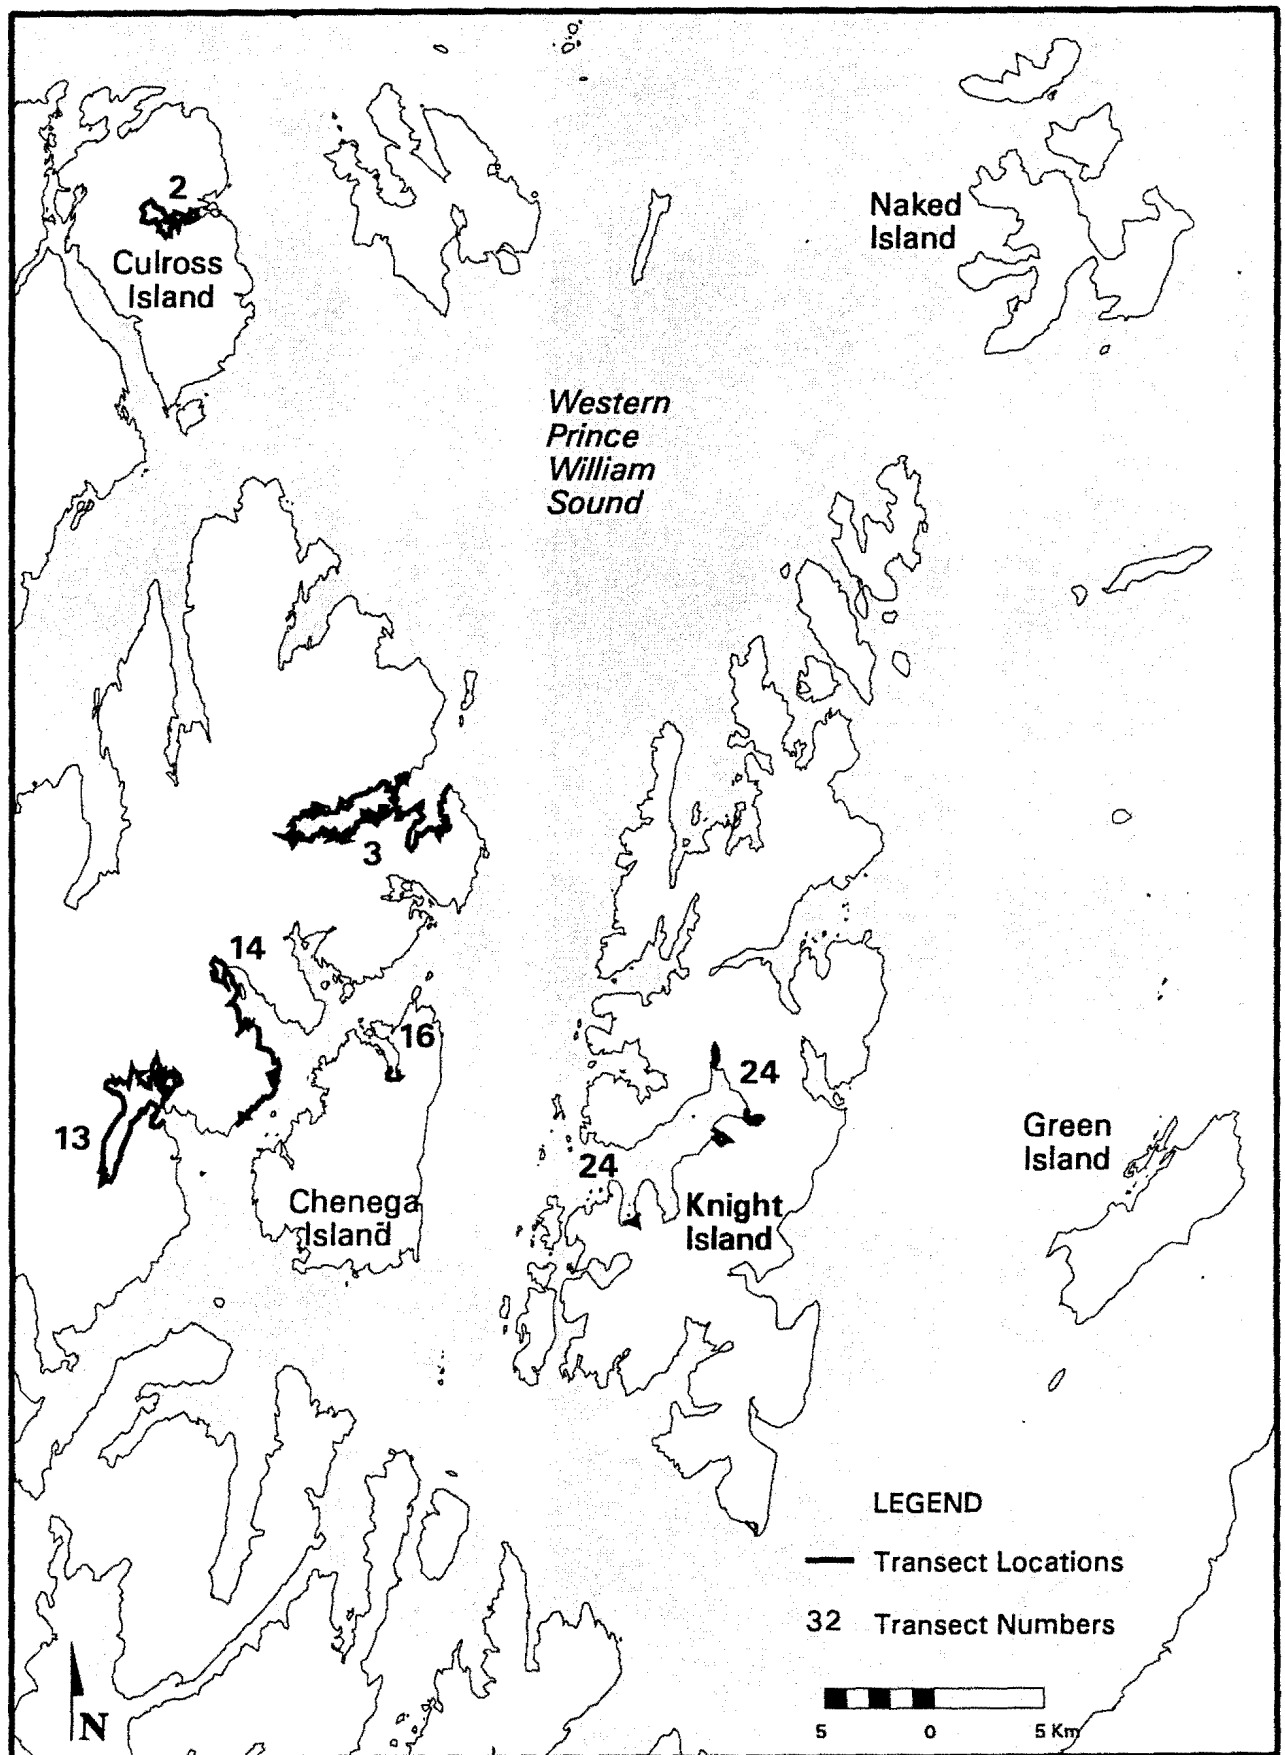 2
Culross
Island
Naked
Island
Western
Prince
William
Sound
3
14
16
13
24
24
Chenega
Island
Knight
Island
Green
Island
LEGEND
Transect Locations
32 Transect Numbers
5 0 5 Km
N